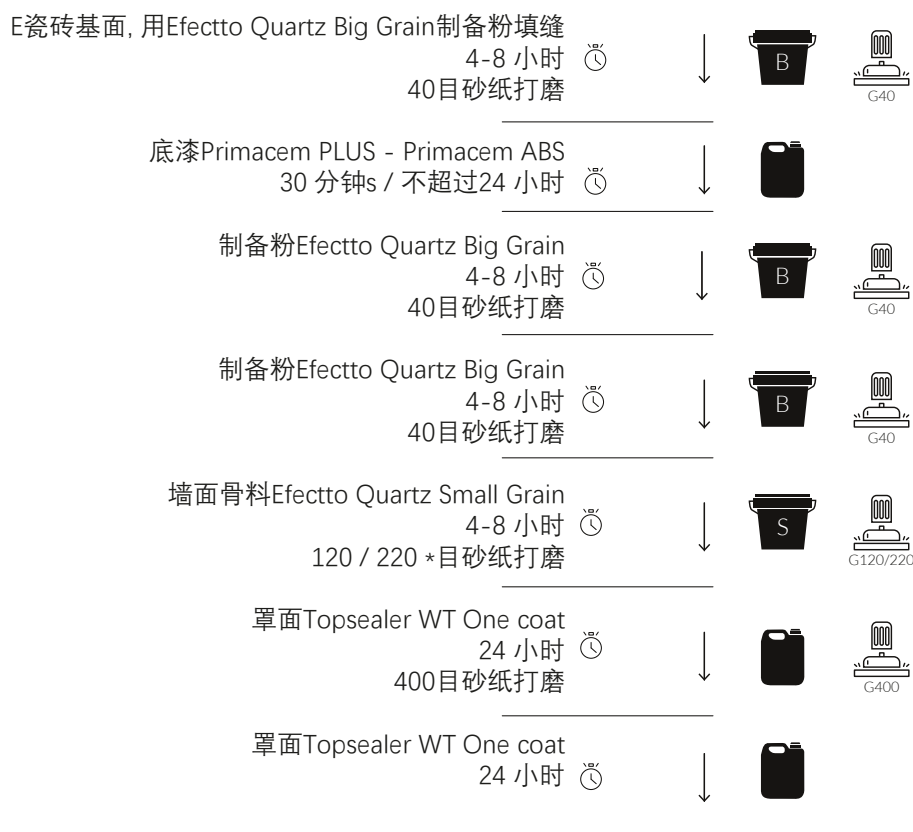 E瓷砖基面, 用Efectto Quartz Big Grain制备粉填缝
4-8 小时
40目砂纸打磨
B
G40
底漆Primacem PLUS - Primacem ABS
30 分钟s / 不超过24 小时
制备粉Efectto Quartz Big Grain
4-8 小时
40目砂纸打磨
B
G40
制备粉Efectto Quartz Big Grain
4-8 小时
40目砂纸打磨
B
G40
墙面骨料Efectto Quartz Small Grain
4-8 小时
120 / 220 *目砂纸打磨
S
G120/220
罩面Topsealer WT One coat
24 小时
400目砂纸打磨
G400
罩面Topsealer WT One coat
24 小时